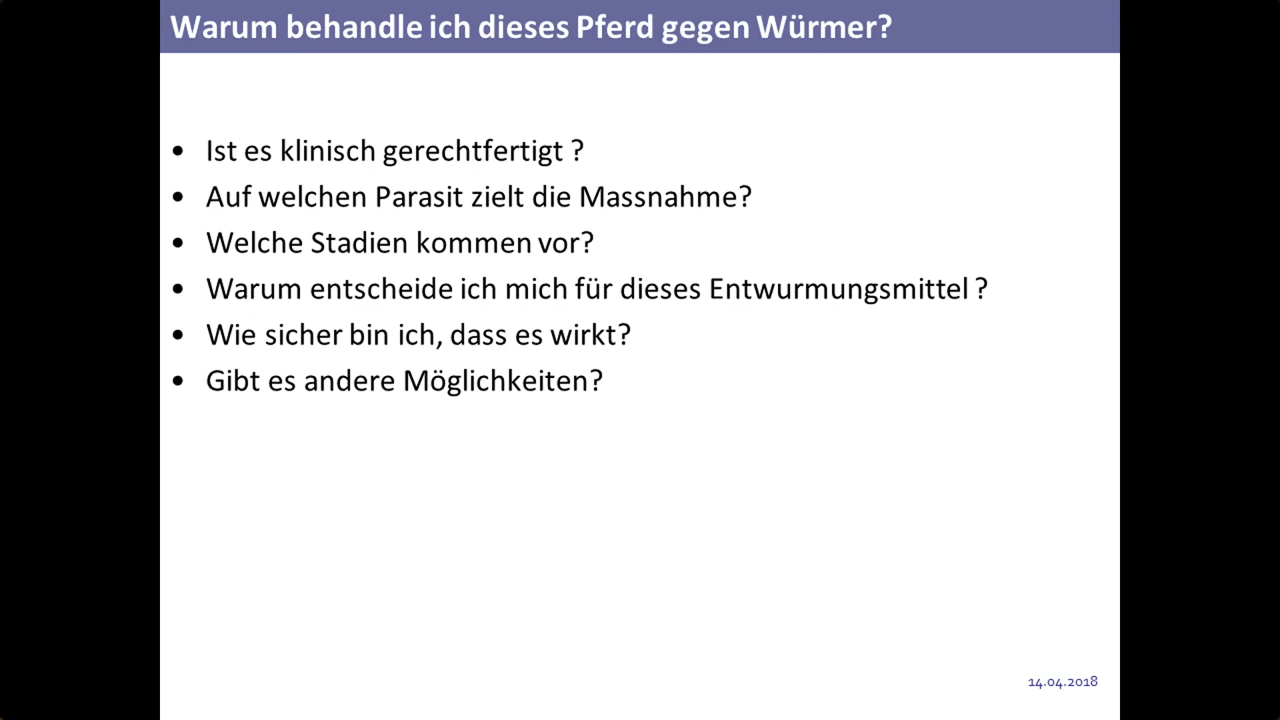 Warum behandle ich dieses Pferd gegen Würmer?
• Ist es klinisch gerechtfertigt ?
• Auf welchen Parasit zielt die Massnahme?
• Welche Stadien kommen vor?
• Warum entscheide ich mich für dieses Entwurmungsmittel ?
• Wie sicher bin ich, dass es wirkt?
• Gibt es andere Möglichkeiten?
14.04.2018